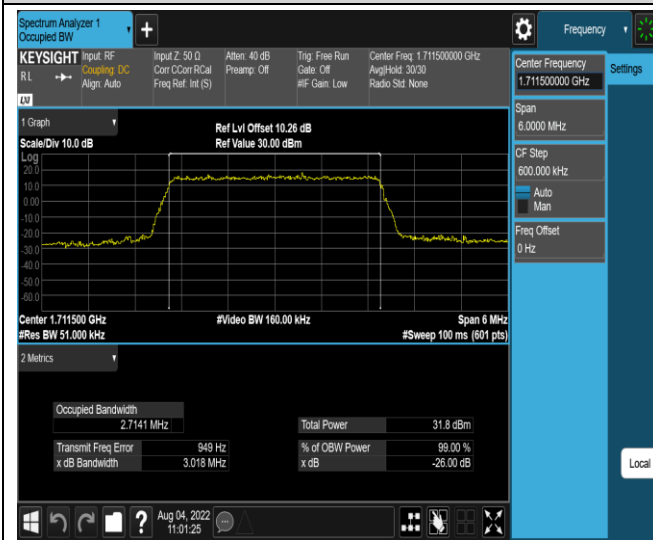 Spectrum Analyzer 1
Occupied BW
+
Frequency
KEYSIGHT
R L
LXI
Input: RF
Coupling: DC
Align: Auto
Input Z: 50 Ω
Corr CCorr RCal
Freq Ref: Int (S)
Atten: 40 dB
Preamp: Off
Trig: Free Run
Gate: Off
#IF Gain: Low
Center Freq: 1.711500000 GHz
Avg|Hold: 30/30
Radio Std: None
Center Frequency
1.711500000 GHz
Settings
Span
6.0000 MHz
CF Step
600.000 kHz
Auto
Man
Freq Offset
0 Hz
1 Graph
Scale/Div 10.0 dB
Ref Lvl Offset 10.26 dB
Ref Value 30.00 dBm
Log
20.0
10.0
0.00
-10.0
-20.0
-30.0
-40.0
-50.0
-60.0
Center 1.711500 GHz
#Res BW 51.000 kHz
#Video BW 160.00 kHz
Span 6 MHz
#Sweep 100 ms (601 pts)
2 Metrics
Occupied Bandwidth
2.7141 MHz
Total Power 31.8 dBm
Transmit Freq Error 949 Hz
% of OBW Power 99.00 %
x dB Bandwidth 3.018 MHz
x dB -26.00 dB
Local
?
Aug 04, 2022
11:01:25